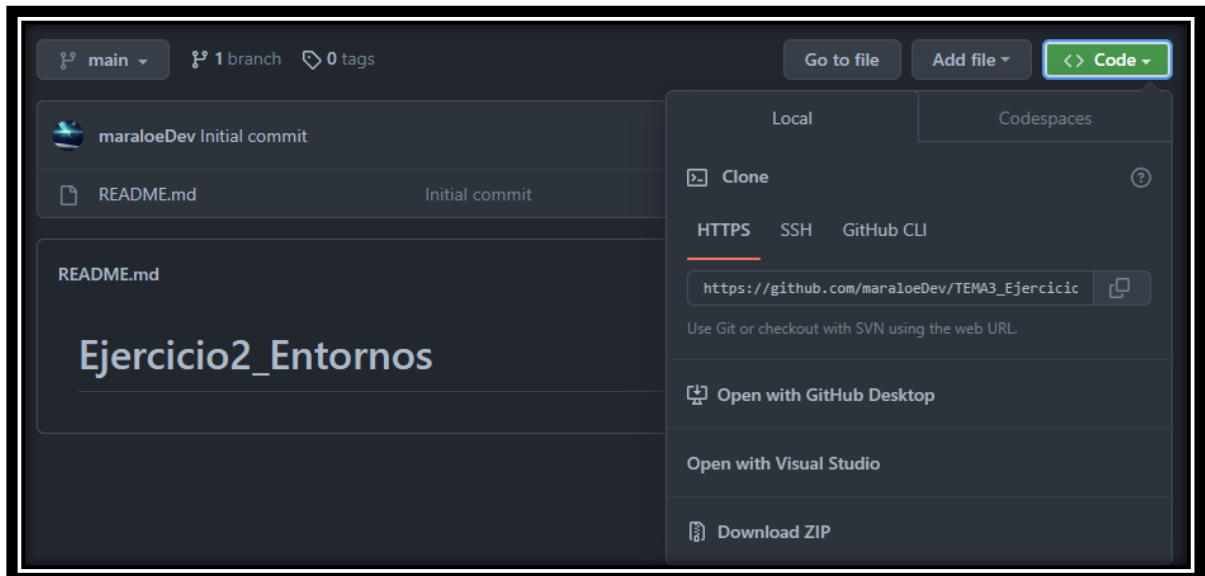 main 1 branch 0 tags Go to file Add file <> Code
Local Codespaces
maraloeDev Initial commit
README.md Initial commit
Clone
HTTPS SSH GitHub CLI
https://github.com/maraloeDev/TEMA3_Ejercicic
Use Git or checkout with SVN using the web URL.
README.md
Ejercicio2_Entornos
Open with GitHub Desktop
Open with Visual Studio
Download ZIP